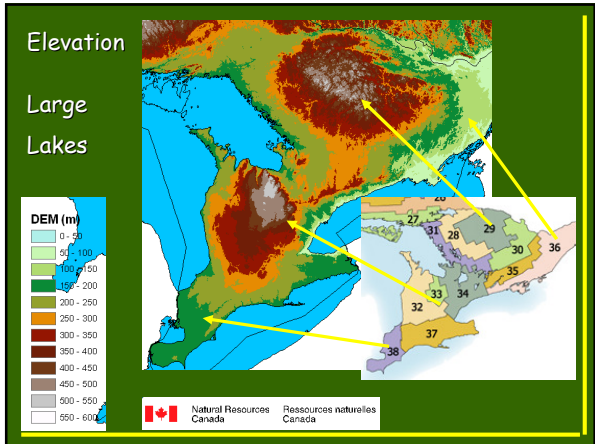 Elevation
Large
Lakes
DEM (m)
0 - 50
50 - 100
100 - 150
150 - 200
200 - 250
250 - 300
300 - 350
350 - 400
400 - 450
450 - 500
500 - 550
550 - 600
27
31
28
29
30
36
35
33
34
32
37
38
Natural Resources Ressources naturelles
Canada Canada